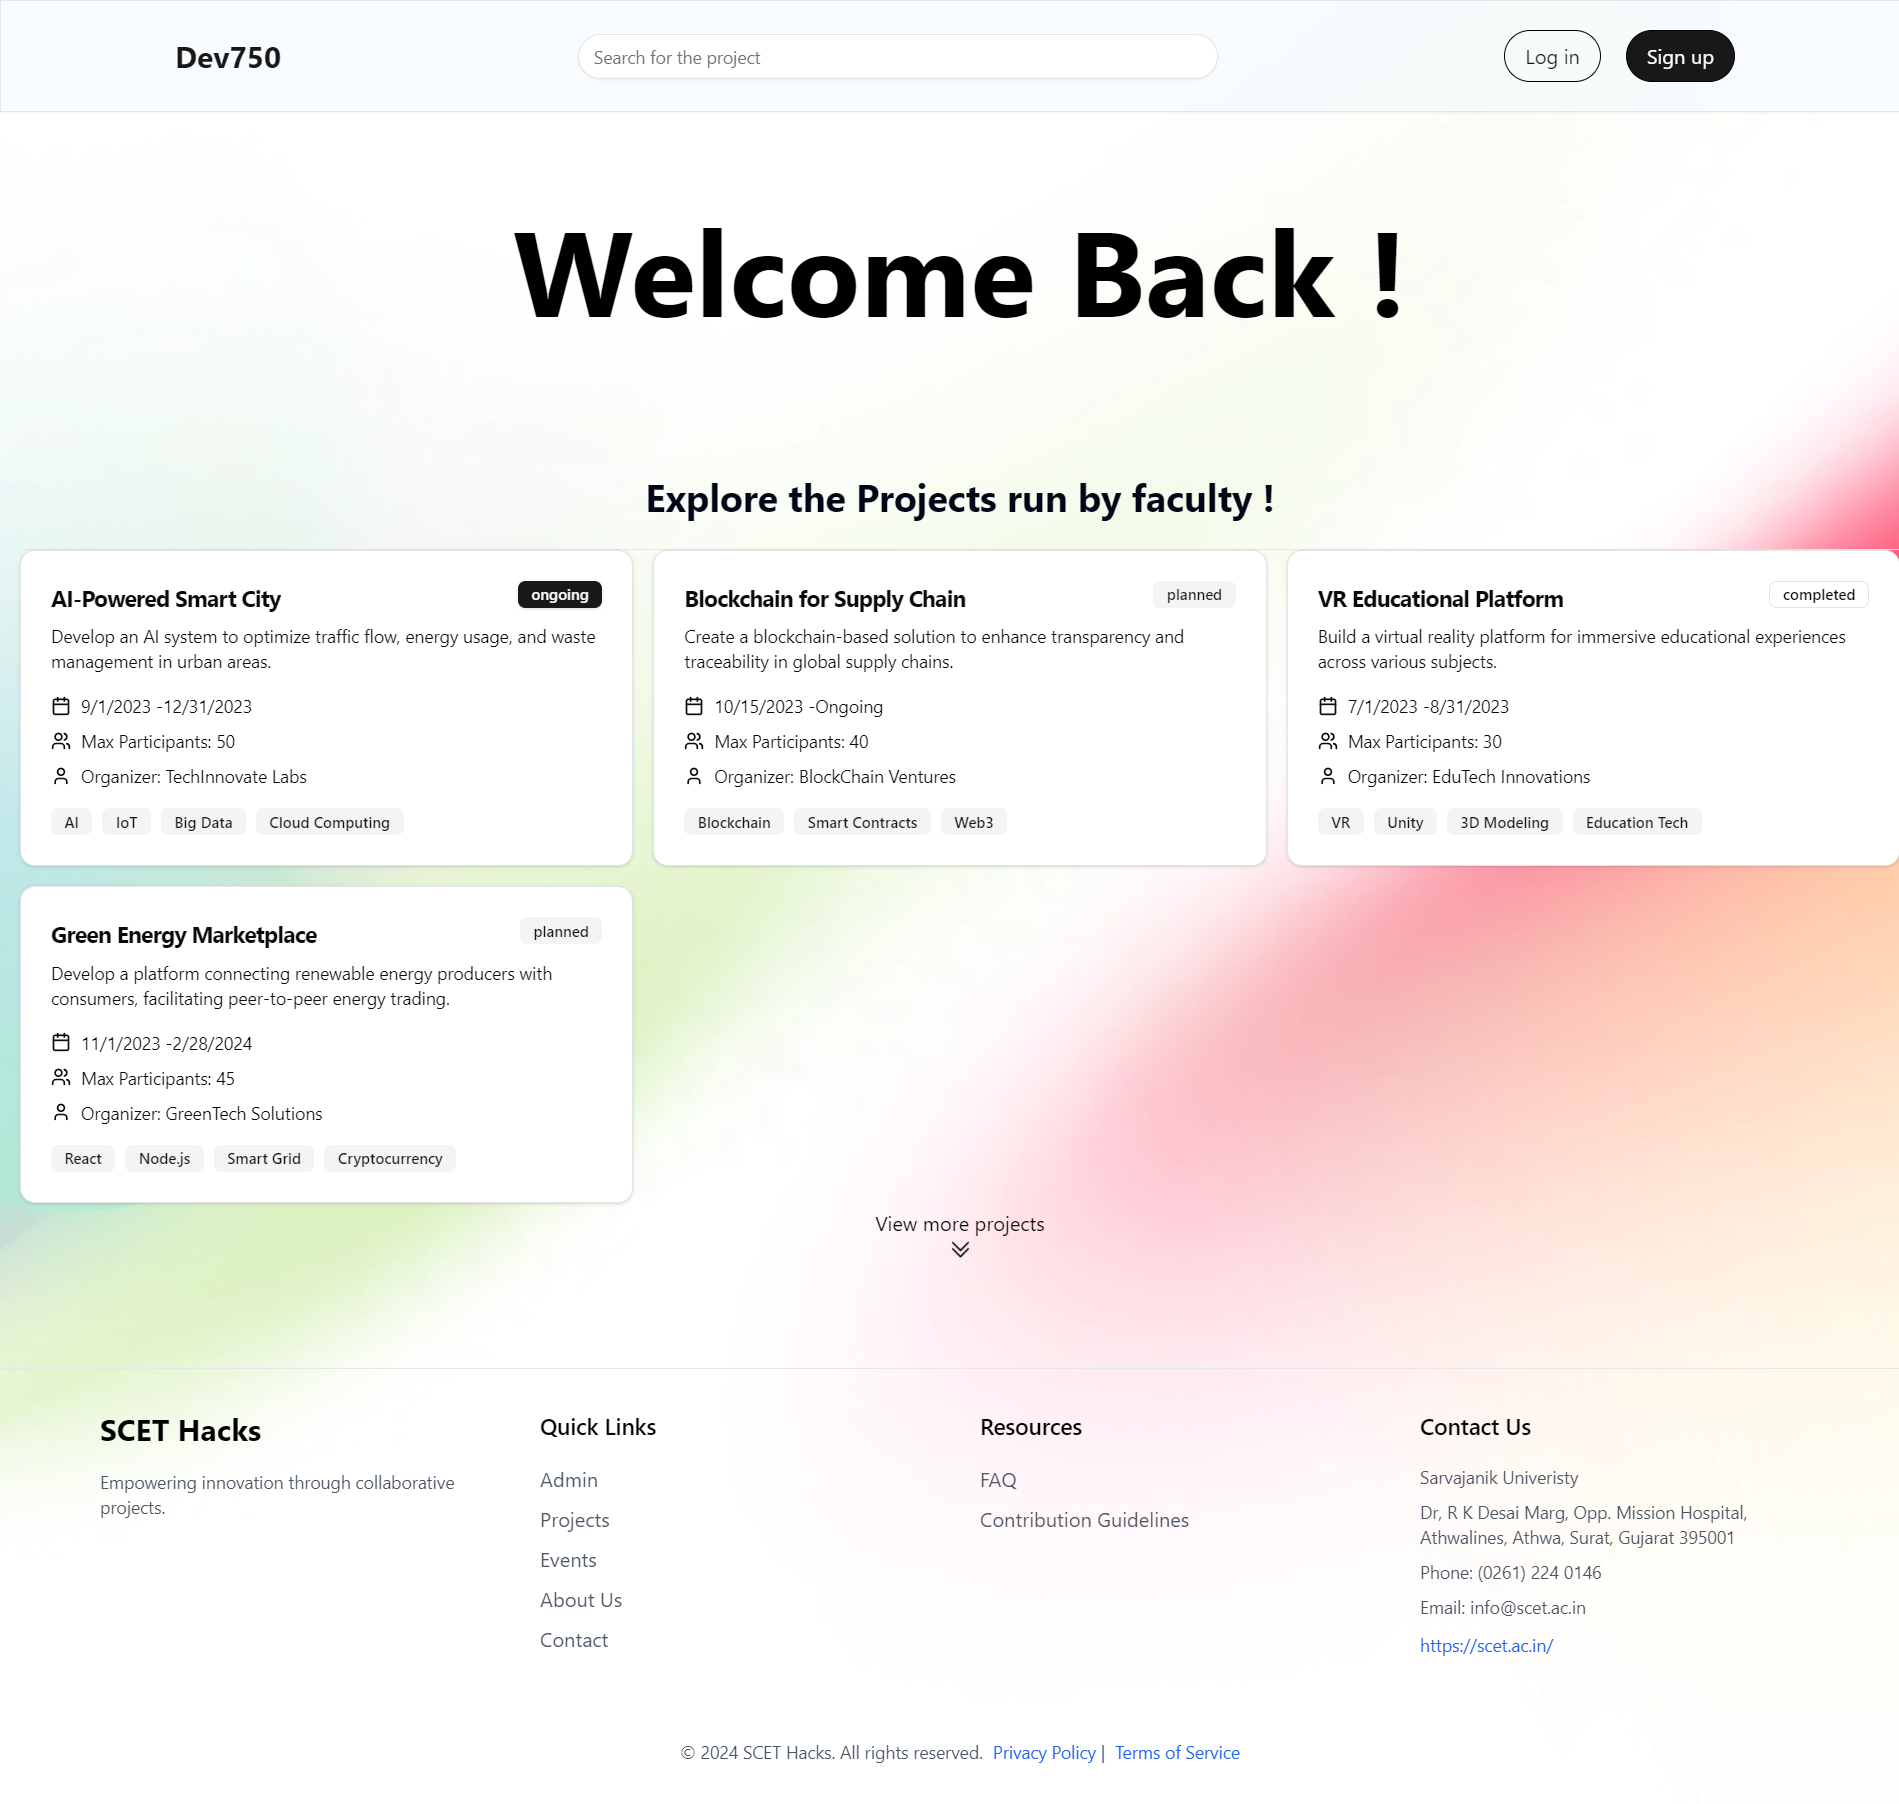 Dev750
Search for the project
Log in
Sign up
Welcome Back !
Explore the Projects run by faculty !
AI-Powered Smart City
ongoing
Develop an AI system to optimize traffic flow, energy usage, and waste
management in urban areas.
9/1/2023 -12/31/2023
Max Participants: 50
Organizer: TechInnovate Labs
AI
IoT
Big Data
Cloud Computing
Blockchain for Supply Chain
planned
Create a blockchain-based solution to enhance transparency and
traceability in global supply chains.
10/15/2023 -Ongoing
Max Participants: 40
Organizer: BlockChain Ventures
Blockchain
Smart Contracts
Web3
VR Educational Platform
completed
Build a virtual reality platform for immersive educational experiences
across various subjects.
7/1/2023 -8/31/2023
Max Participants: 30
Organizer: EduTech Innovations
VR
Unity
3D Modeling
Education Tech
Green Energy Marketplace
planned
Develop a platform connecting renewable energy producers with
consumers, facilitating peer-to-peer energy trading.
11/1/2023 -2/28/2024
Max Participants: 45
Organizer: GreenTech Solutions
React
Node.js
Smart Grid
Cryptocurrency
View more projects
SCET Hacks
Empowering innovation through collaborative
projects.
Quick Links
Admin
Projects
Events
About Us
Contact
Resources
FAQ
Contribution Guidelines
Contact Us
Sarvajanik Univeristy
Dr, R K Desai Marg, Opp. Mission Hospital,
Athwalines, Athwa, Surat, Gujarat 395001
Phone: (0261) 224 0146
Email: info@scet.ac.in
https://scet.ac.in/
© 2024 SCET Hacks. All rights reserved. Privacy Policy | Terms of Service